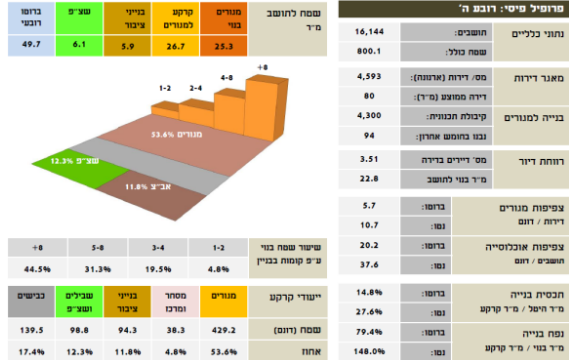 פרופיל פיסי: רובע ה'
נתוני כלליים
תושבים: 16,144
שטח כולל: 800.1
מאגר דירות
מס' דירות (ארנונה): 4,593
דירה ממוצע (מ"ר): 80
בנייה למגורים
קיבולת תכנונית: 4,300
נבנו בחומש אחרון: 94
רווחת דיור
מס' דיירים בדירה 3.51
מ"ר בנוי לתושב 22.8
צפיפות מגורים
דירות / דונם
ברוטו: 5.7
נטו: 10.7
צפיפות אוכלוסייה
תושבים / דונם
ברוטו: 20.2
נטו: 37.6
תכסית בנייה
מ"ר היטל / מ"ר קרקע
ברוטו: 14.8%
נטו: 27.6%
נפח בנייה
מ"ר בנוי / מ"ר קרקע
ברוטו: 79.4%
נטו: 148.0%
שטח לתושב
מ"ר
מגורים בנוי קרקע למגורים בנייני ציבור שצ"פ ברוטו רובעי
25.3 26.7 5.9 6.1 49.7
1-2 2-4 4-8 8+
מגורים 53.6%
שצ"פ 12.3%
אב"צ 11.8%
שיעור שטח בנוי
ע"פ קומות בבניין
1-2 3-4 5-8 8+
4.8% 19.5% 31.3% 44.5%
יעודי קרקע
מגורים מסחר ומרכז בנייני ציבור שבילים ושצ"פ כבישים
שטח (דונם) 429.2 38.3 94.3 98.8 139.5
אחוז 53.6% 4.8% 11.8% 12.3% 17.4%